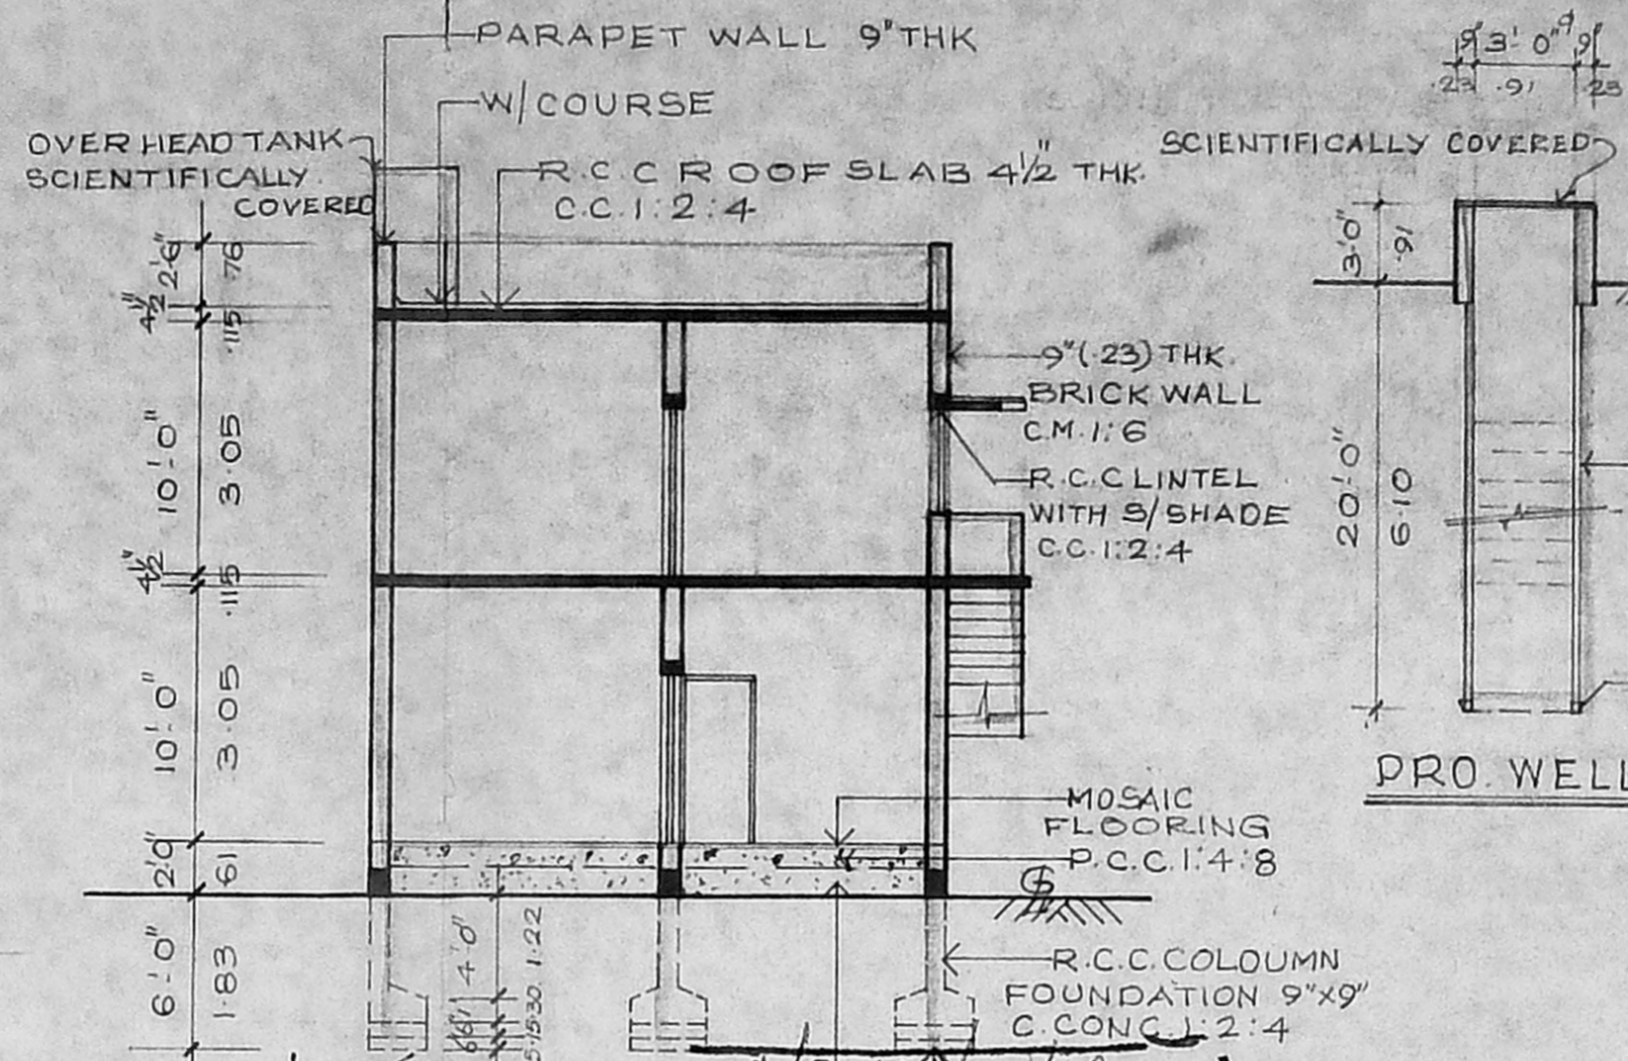 PARAPET WALL 9" THK
W/COURSE
OVER HEAD TANK
SCIENTIFICALLY
COVERED
R.C.C ROOF SLAB 4½" THK.
C.C. 1:2:4
9" 3'-0" 9"
.23 .91 .23
SCIENTIFICALLY COVERED
2'-6" .76
4½" .115
10'-0" 3.05
4½" .115
10'-0" 3.05
2'-0" 61
6'-0" 1.83
9"(.23) THK.
BRICK WALL
C.M. 1:6
R.C.C LINTEL
WITH S/SHADE
C.C. 1:2:4
3'-0" .91
20'-0" 6.10
PRO. WELL
MOSAIC
FLOORING
P.C.C. 1:4:8
4'-0" 1.22
R.C.C. COLOUMN
FOUNDATION 9"x9"
C.CONC. 1:2:4